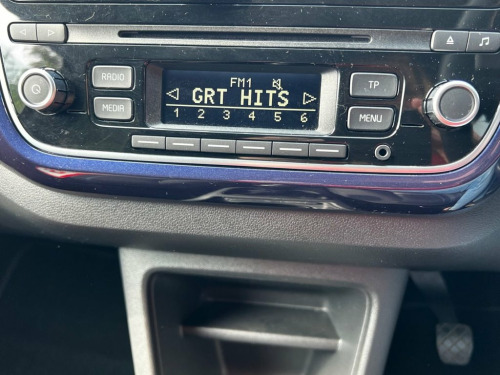 RADIO
MEDIA
FM1
GRT HITS
1 2 3 4 5 6
TP
MENU